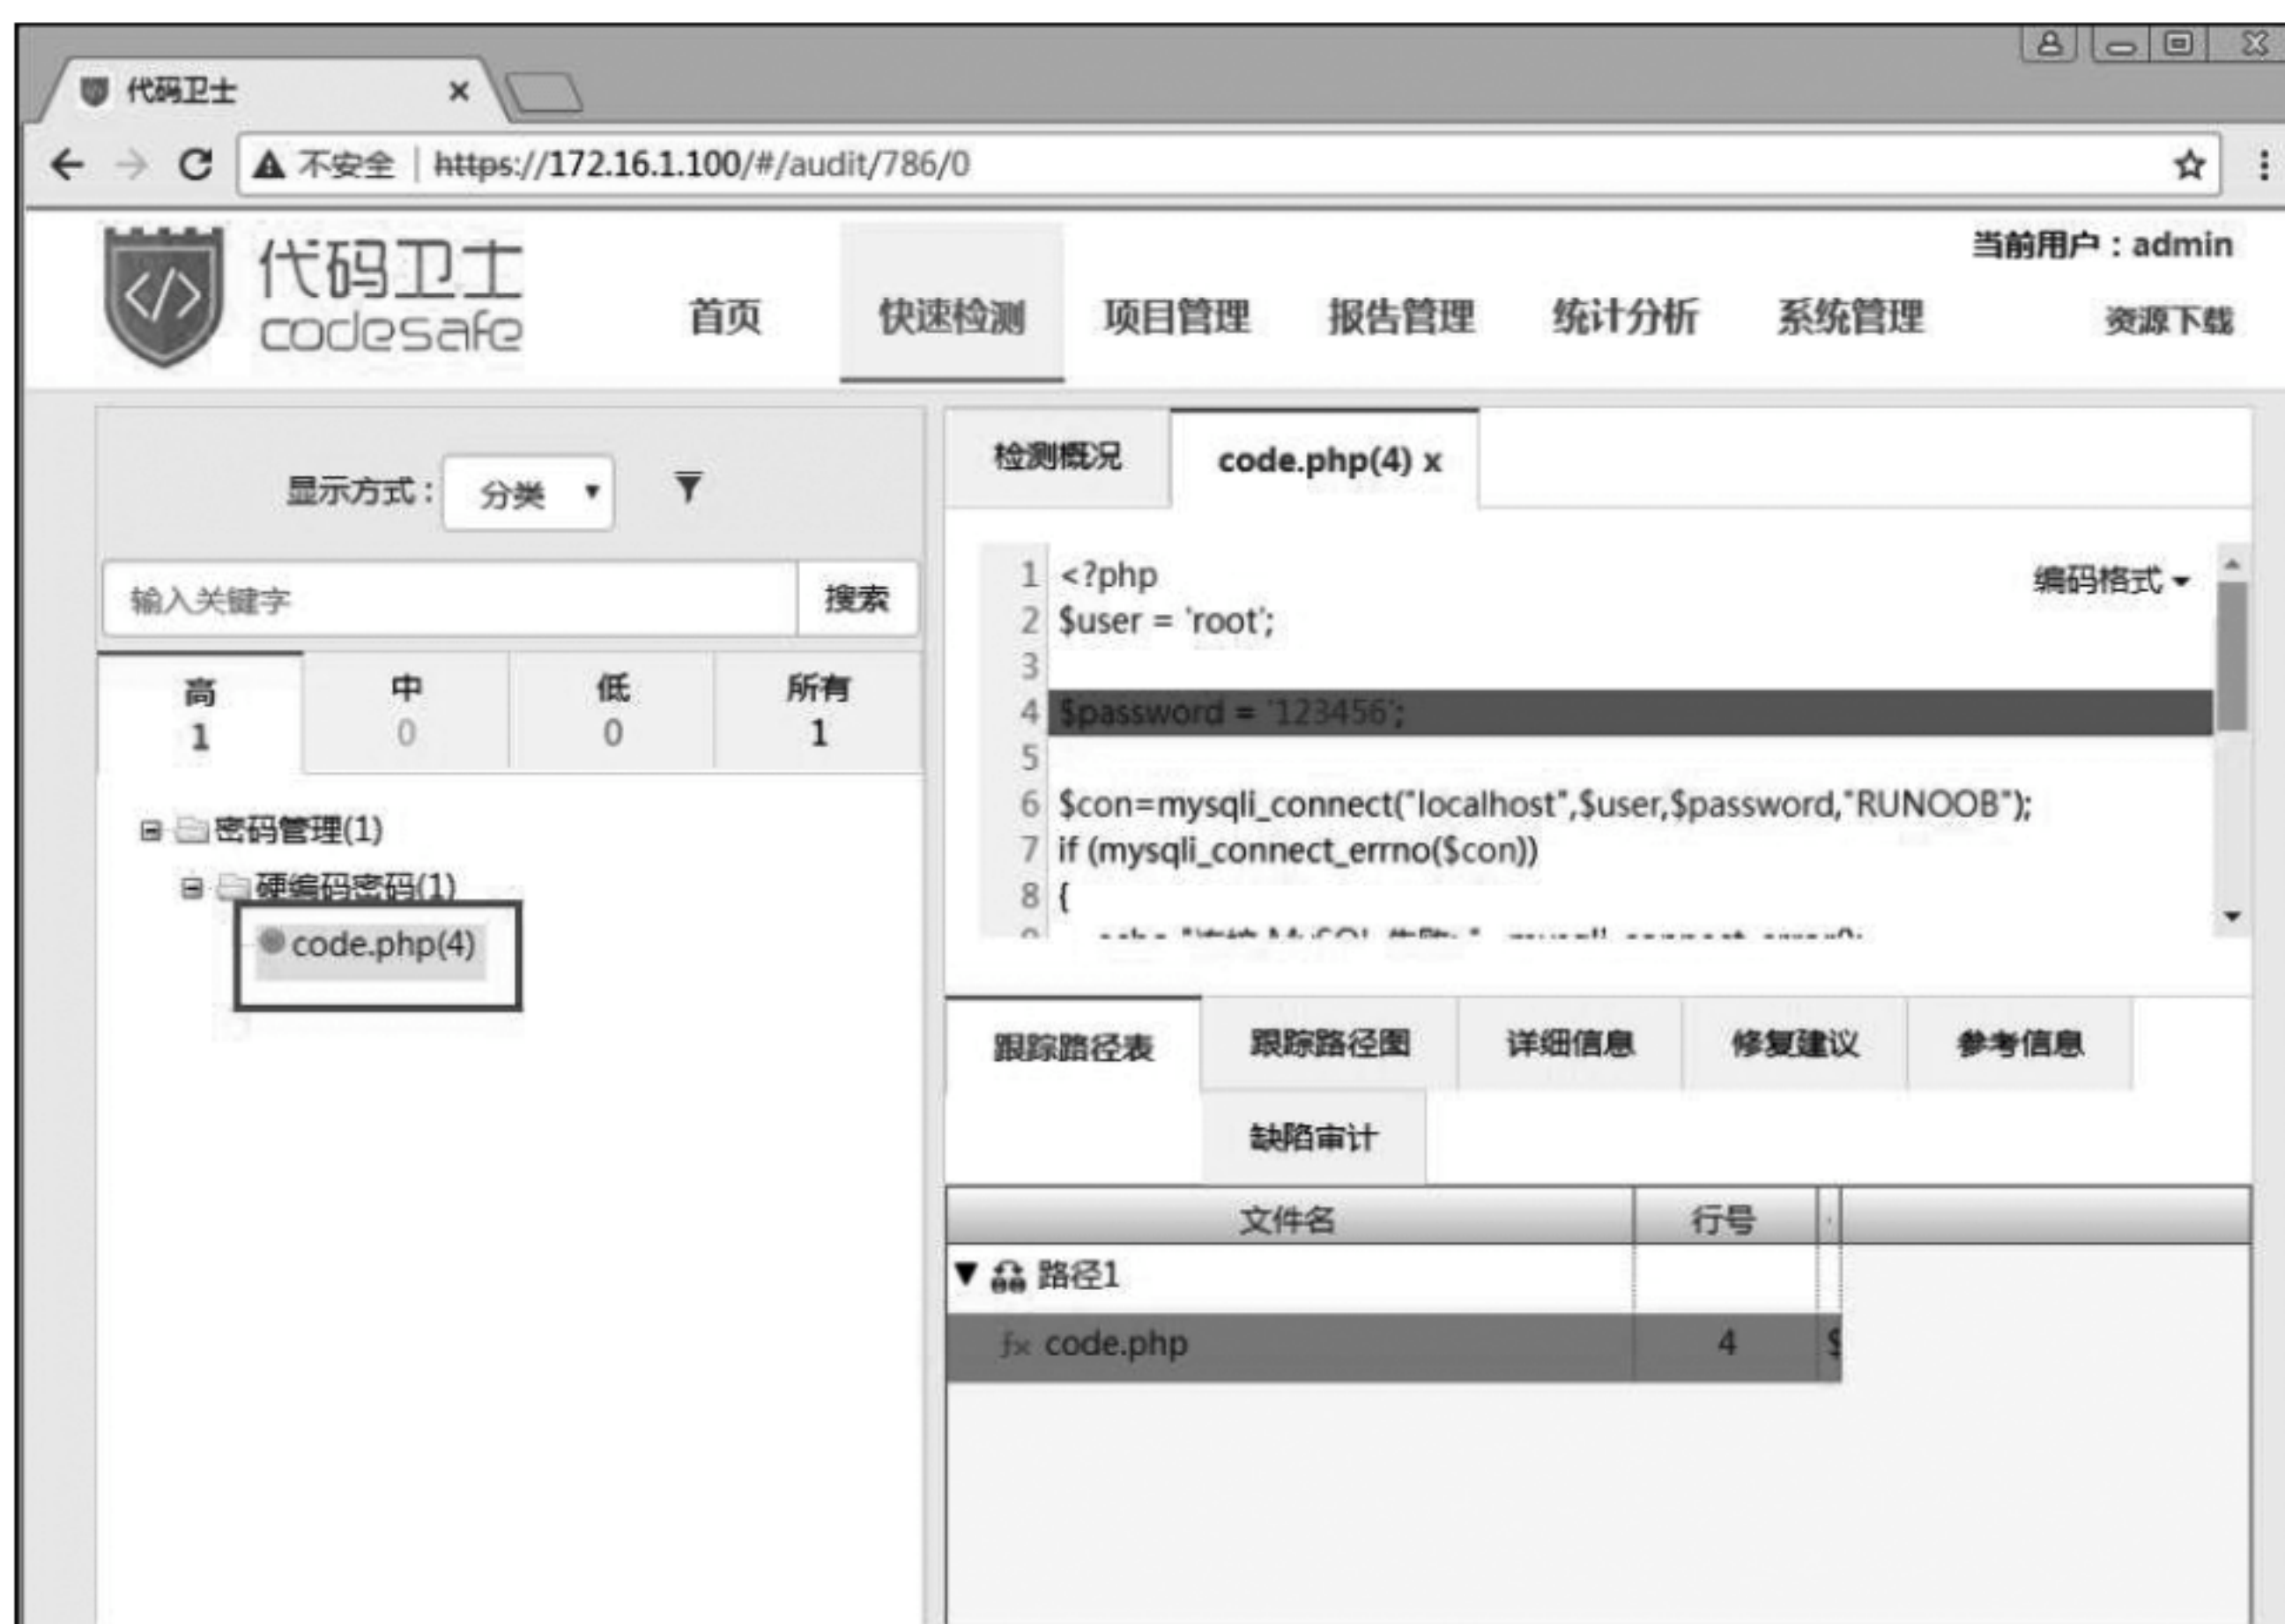 代码卫士
不安全 | https://172.16.1.100/#/audit/786/0
代码卫士
codesafe
当前用户：admin
首页 快速检测 项目管理 报告管理 统计分析 系统管理 资源下载
显示方式： 分类
输入关键字 搜索
高 中 低 所有
1 0 0 1
密码管理(1)
硬编码密码(1)
code.php(4)
检测概况 code.php(4) x
编码格式
1 <?php
2 $user = 'root';
3
4 $password = '123456';
5
6 $con=mysqli_connect("localhost",$user,$password,"RUNOOB");
7 if (mysqli_connect_errno($con))
8 {
跟踪路径表 跟踪路径图 详细信息 修复建议 参考信息
缺陷审计
文件名 行号
路径1
fx code.php 4 $